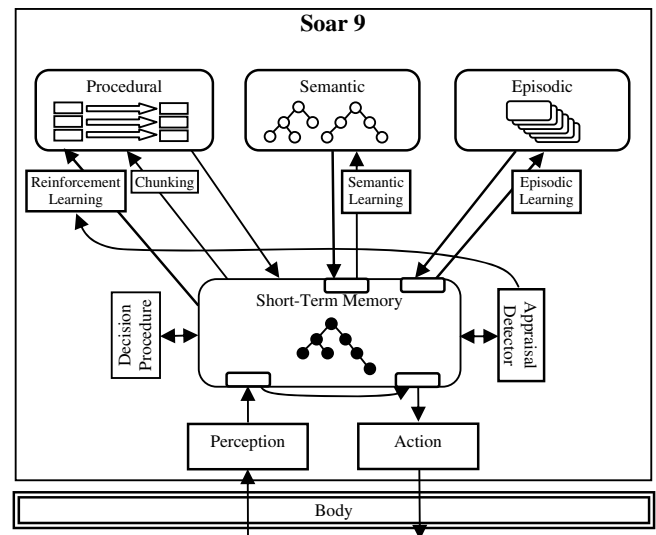 Soar 9
Procedural
Semantic
Episodic
Reinforcement
Learning
Chunking
Semantic
Learning
Episodic
Learning
Short-Term Memory
Decision
Procedure
Appraisal
Detector
Perception
Action
Body